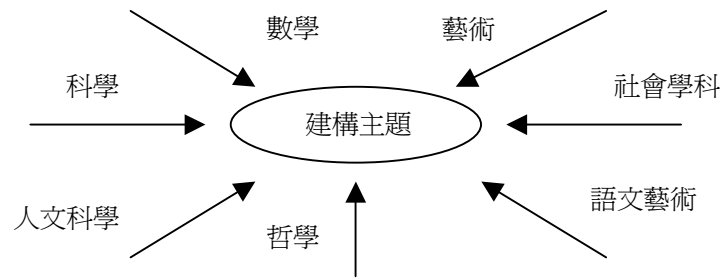 數學
藝術
科學
社會學科
建構主題
人文科學
語文藝術
哲學